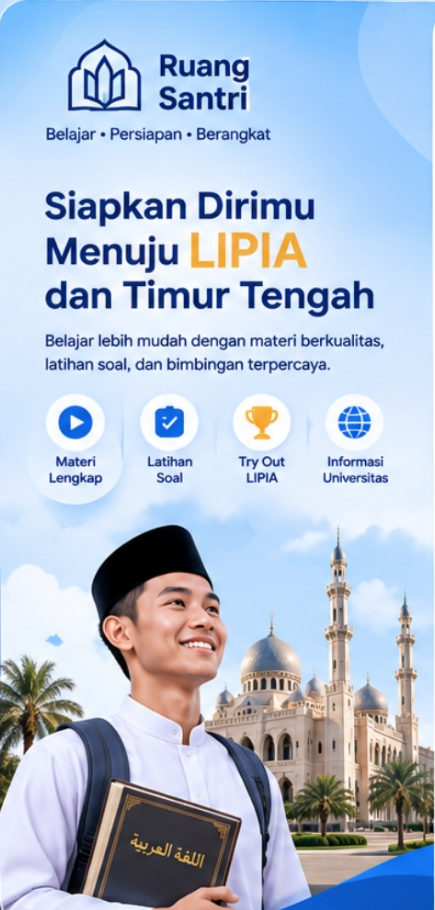 Ruang
Santri
Belajar • Persiapan • Berangkat
Siapkan Dirimu
Menuju LIPIA
dan Timur Tengah
Belajar lebih mudah dengan materi berkualitas,
latihan soal, dan bimbingan terpercaya.
Materi
Lengkap
Latihan
Soal
Try Out
LIPIA
Informasi
Universitas
اللغة العربية